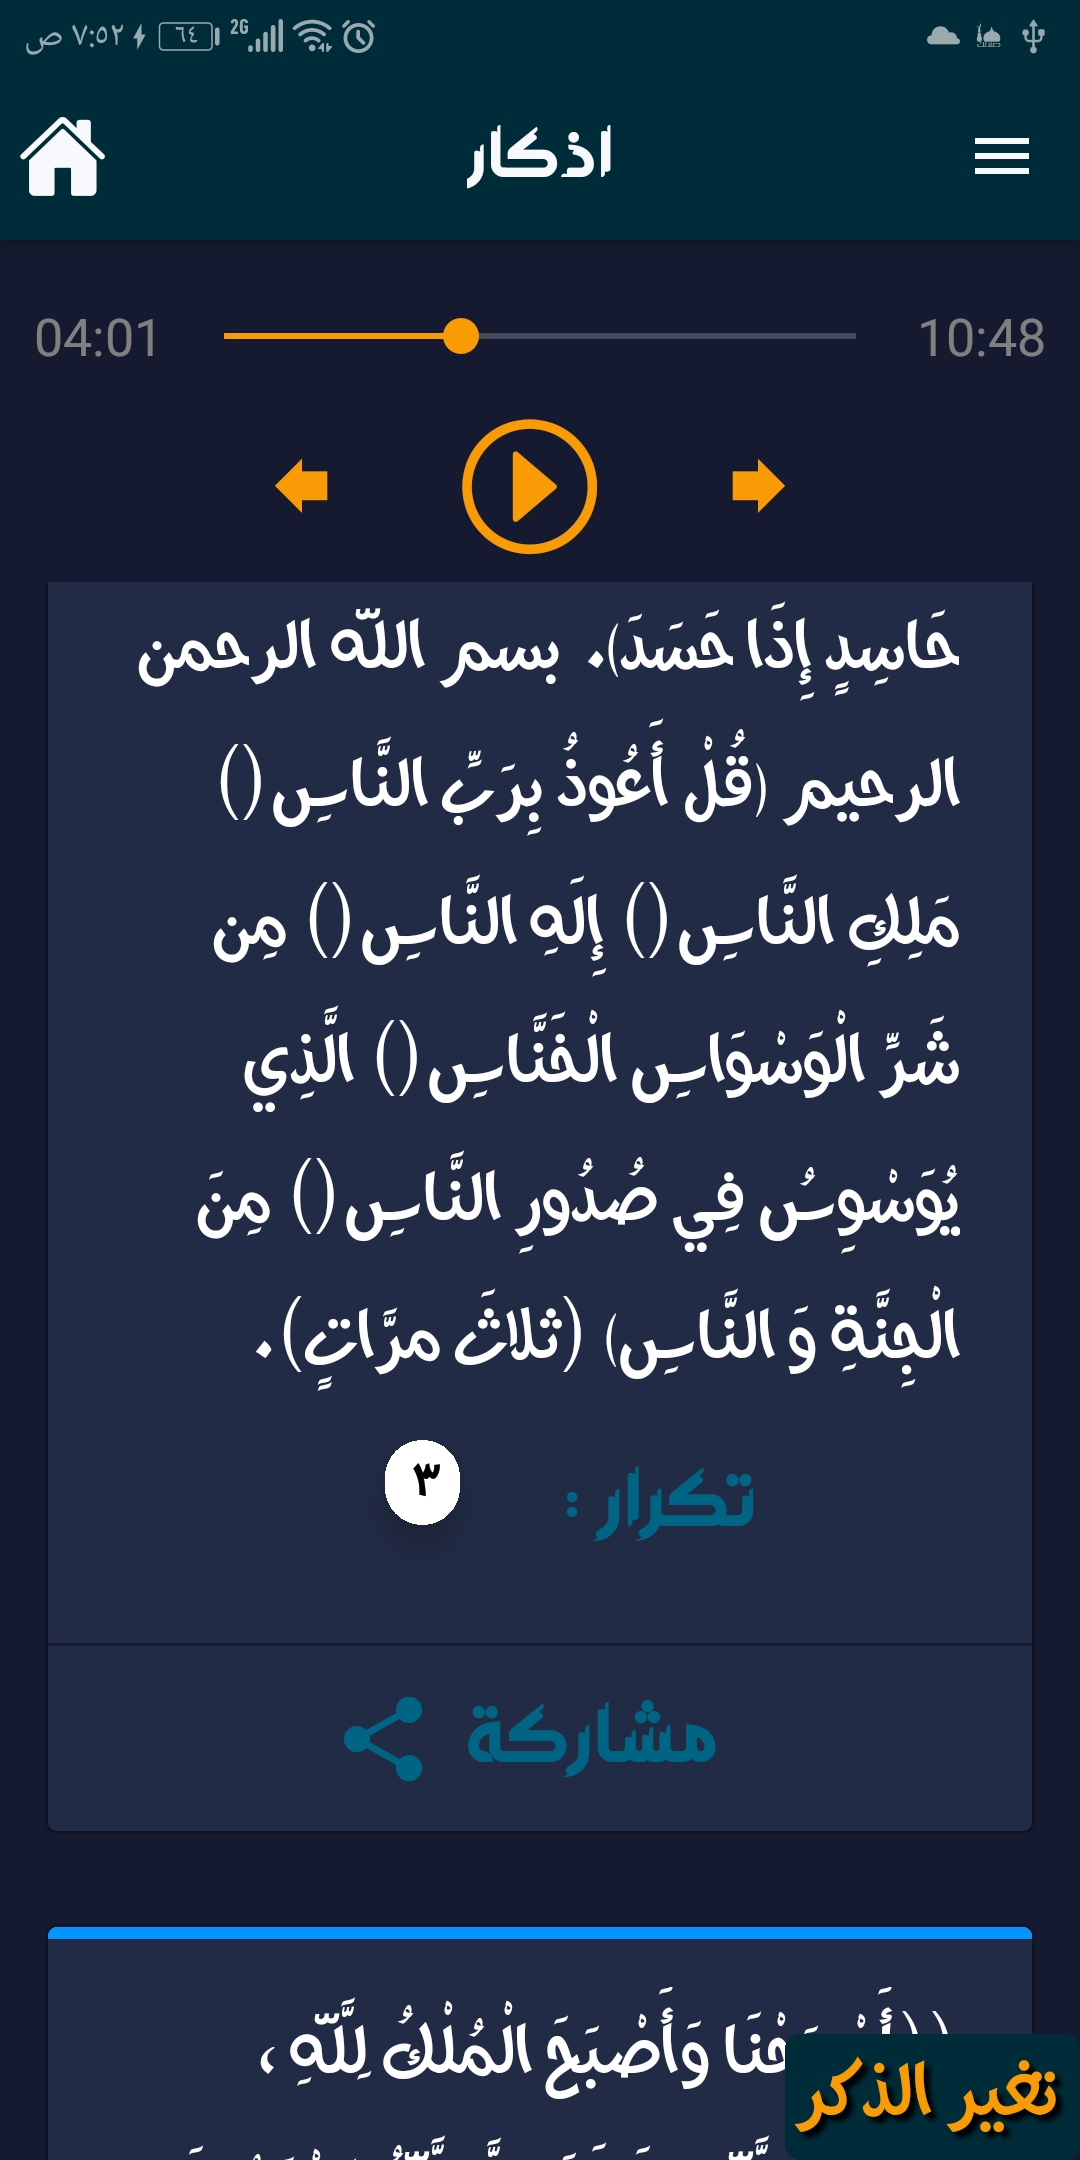 ٧:٥٢ ص
٦٤
2G
اذكار
04:01
10:48
حَاسِدٍ إِذَا حَسَدَ). بسم اللّه الرحمن
الرحيم (قُلْ أَعُوذُ بِرَبِّ النَّاسِ()
مَلِكِ النَّاسِ() إِلَهِ النَّاسِ() مِن
شَرِّ الْوَسْوَاسِ الْخَنَّاسِ() الَّذِي
يُوَسْوِسُ فِي صُدُورِ النَّاسِ() مِنَ
الْجِنَّةِ وَ النَّاسِ) (ثلاثَ مرَّاتٍ).
تكرار :
٣
مشاركة
وَأَصْبَحَ الْمُلْكُ لِلَّهِ ،
تغير الذكر